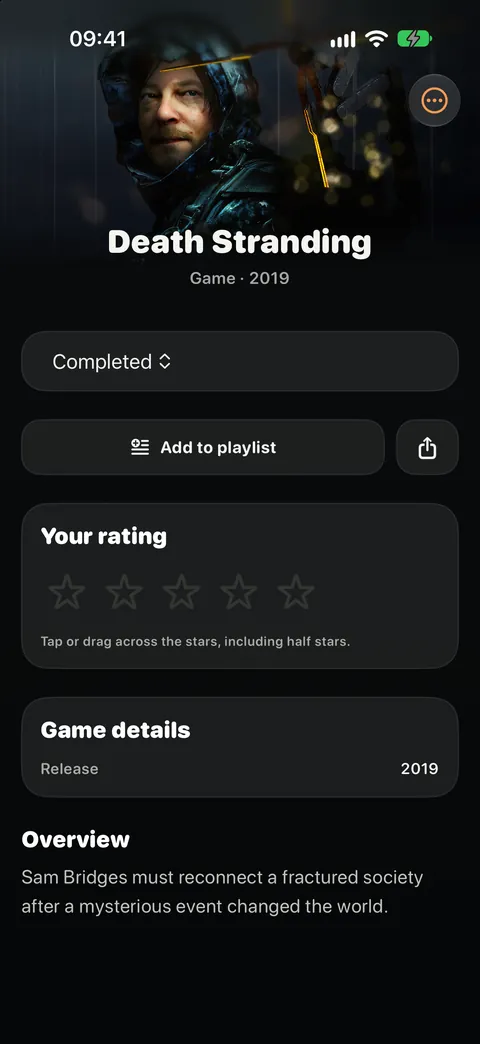 09:41
Death Stranding
Game · 2019
Completed
Add to playlist
Your rating
Tap or drag across the stars, including half stars.
Game details
Release 2019
Overview
Sam Bridges must reconnect a fractured society
after a mysterious event changed the world.